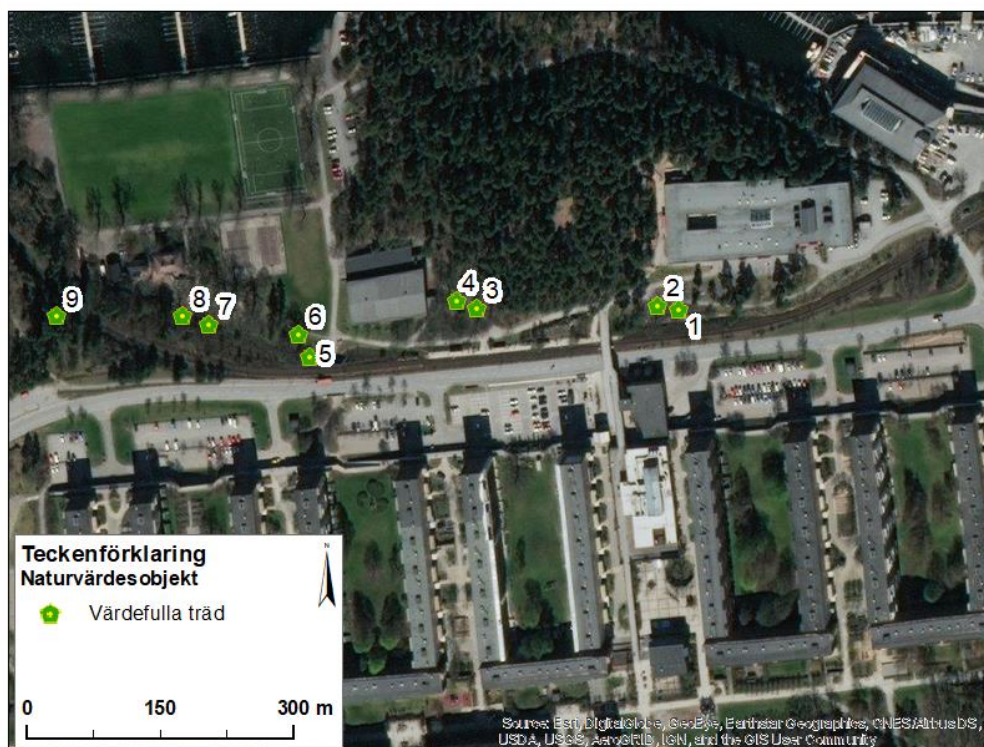 9
8
7
6
5
4
3
2
1
Teckenförklaring
Naturvärdesobjekt
N
Värdefulla träd
0 150 300 m
Source: Esri, DigitalGlobe, GeoEye, Earthstar Geographics, CNES/Airbus DS,
USDA, USGS, AeroGRID, IGN, and the GIS User Community